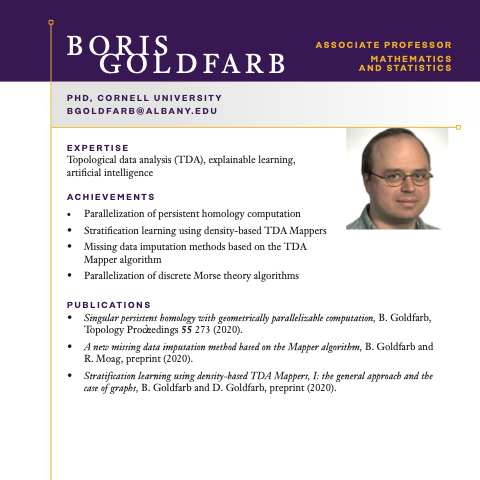 BORIS
GOLDFARB
ASSOCIATE PROFESSOR
MATHEMATICS
AND STATISTICS
PHD, CORNELL UNIVERSITY
BGOLDFARB@ALBANY.EDU
EXPERTISE
Topological data analysis (TDA), explainable learning,
artificial intelligence
ACHIEVEMENTS
• Parallelization of persistent homology computation
• Stratification learning using density-based TDA Mappers
• Missing data imputation methods based on the TDA
Mapper algorithm
• Parallelization of discrete Morse theory algorithms
PUBLICATIONS
• Singular persistent homology with geometrically parallelizable computation, B. Goldfarb,
Topology Proceedings 55 273 (2020).
• A new missing data imputation method based on the Mapper algorithm, B. Goldfarb and
R. Moag, preprint (2020).
• Stratification learning using density-based TDA Mappers, I: the general approach and the
case of graphs, B. Goldfarb and D. Goldfarb, preprint (2020).